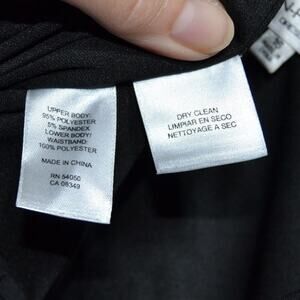 UPPER BODY:
95% POLYESTER
5% SPANDEX
LOWER BODY:
WAISTBAND:
100% POLYESTER
MADE IN CHINA
RN 54050
CA 08349
DRY CLEAN
LIMPIAR EN SECO
NETTOYAGE A SEC